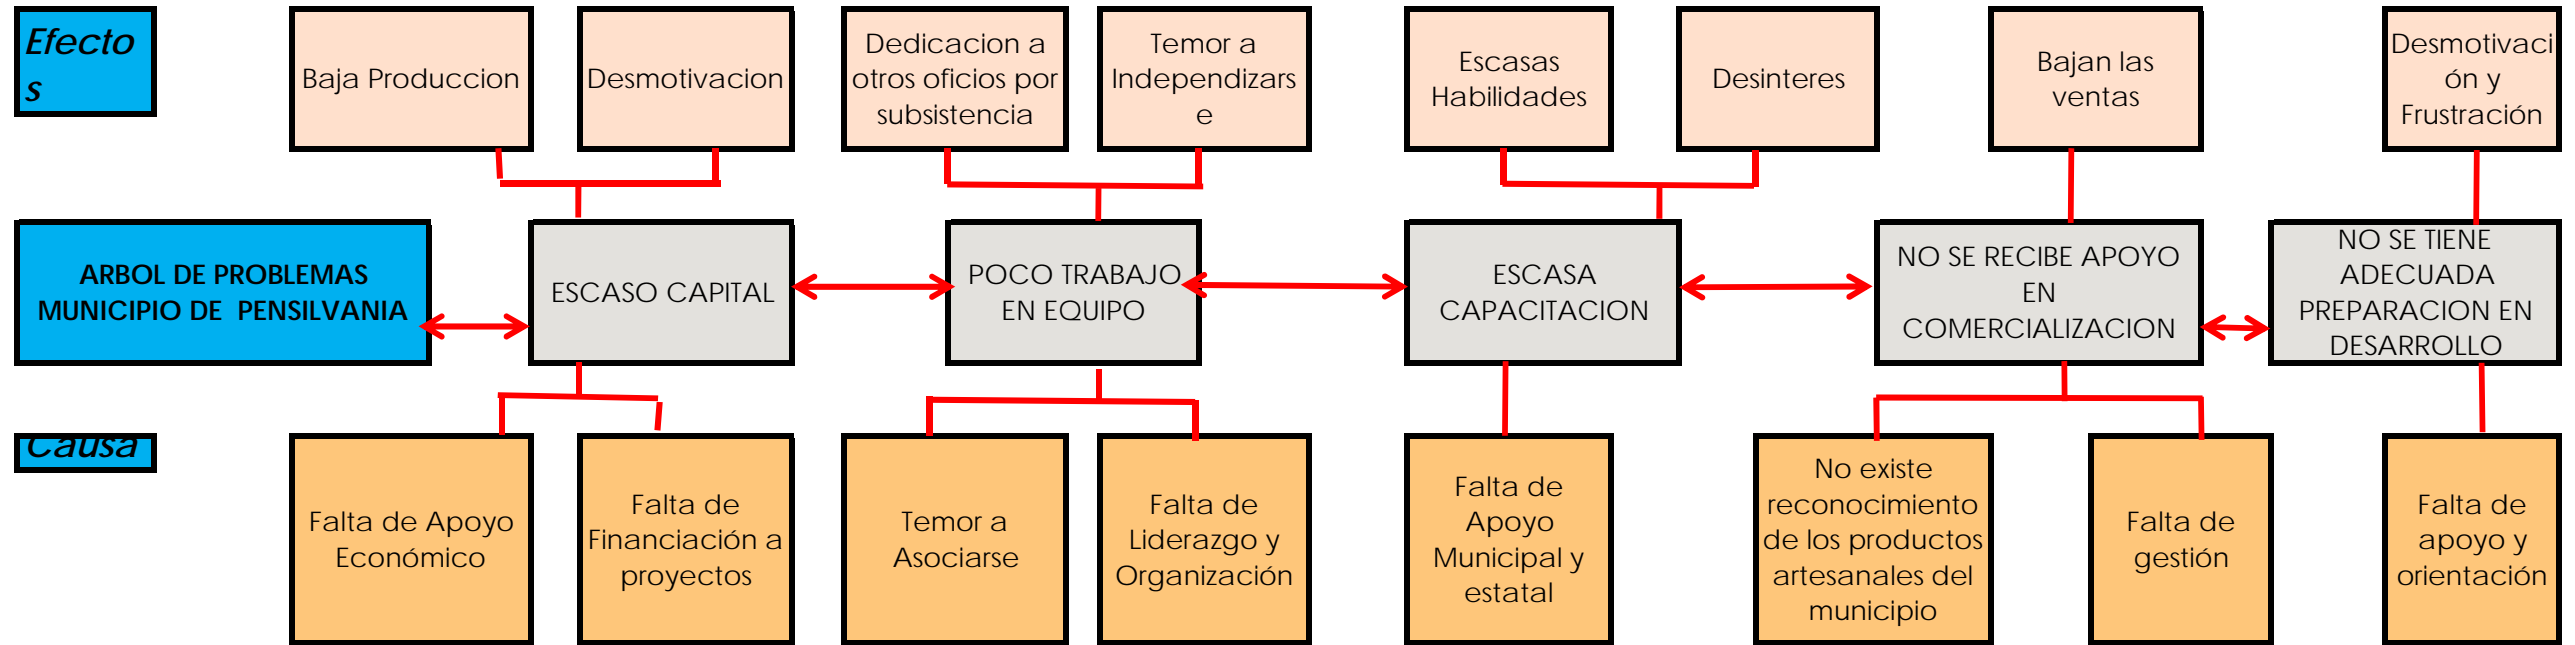 Efecto
s
Baja Produccion
Desmotivacion
Dedicacion a
otros oficios por
subsistencia
Temor a
Independizars
e
Escasas
Habilidades
Desinteres
Bajan las
ventas
Desmotivaci
ón y
Frustración
ARBOL DE PROBLEMAS
MUNICIPIO DE PENSILVANIA
ESCASO CAPITAL
POCO TRABAJO
EN EQUIPO
ESCASA
CAPACITACION
NO SE RECIBE APOYO
EN
COMERCIALIZACION
NO SE TIENE
ADECUADA
PREPARACION EN
DESARROLLO
Causa
Falta de Apoyo
Económico
Falta de
Financiación a
proyectos
Temor a
Asociarse
Falta de
Liderazgo y
Organización
Falta de
Apoyo
Municipal y
estatal
No existe
reconocimiento
de los productos
artesanales del
municipio
Falta de
gestión
Falta de
apoyo y
orientación